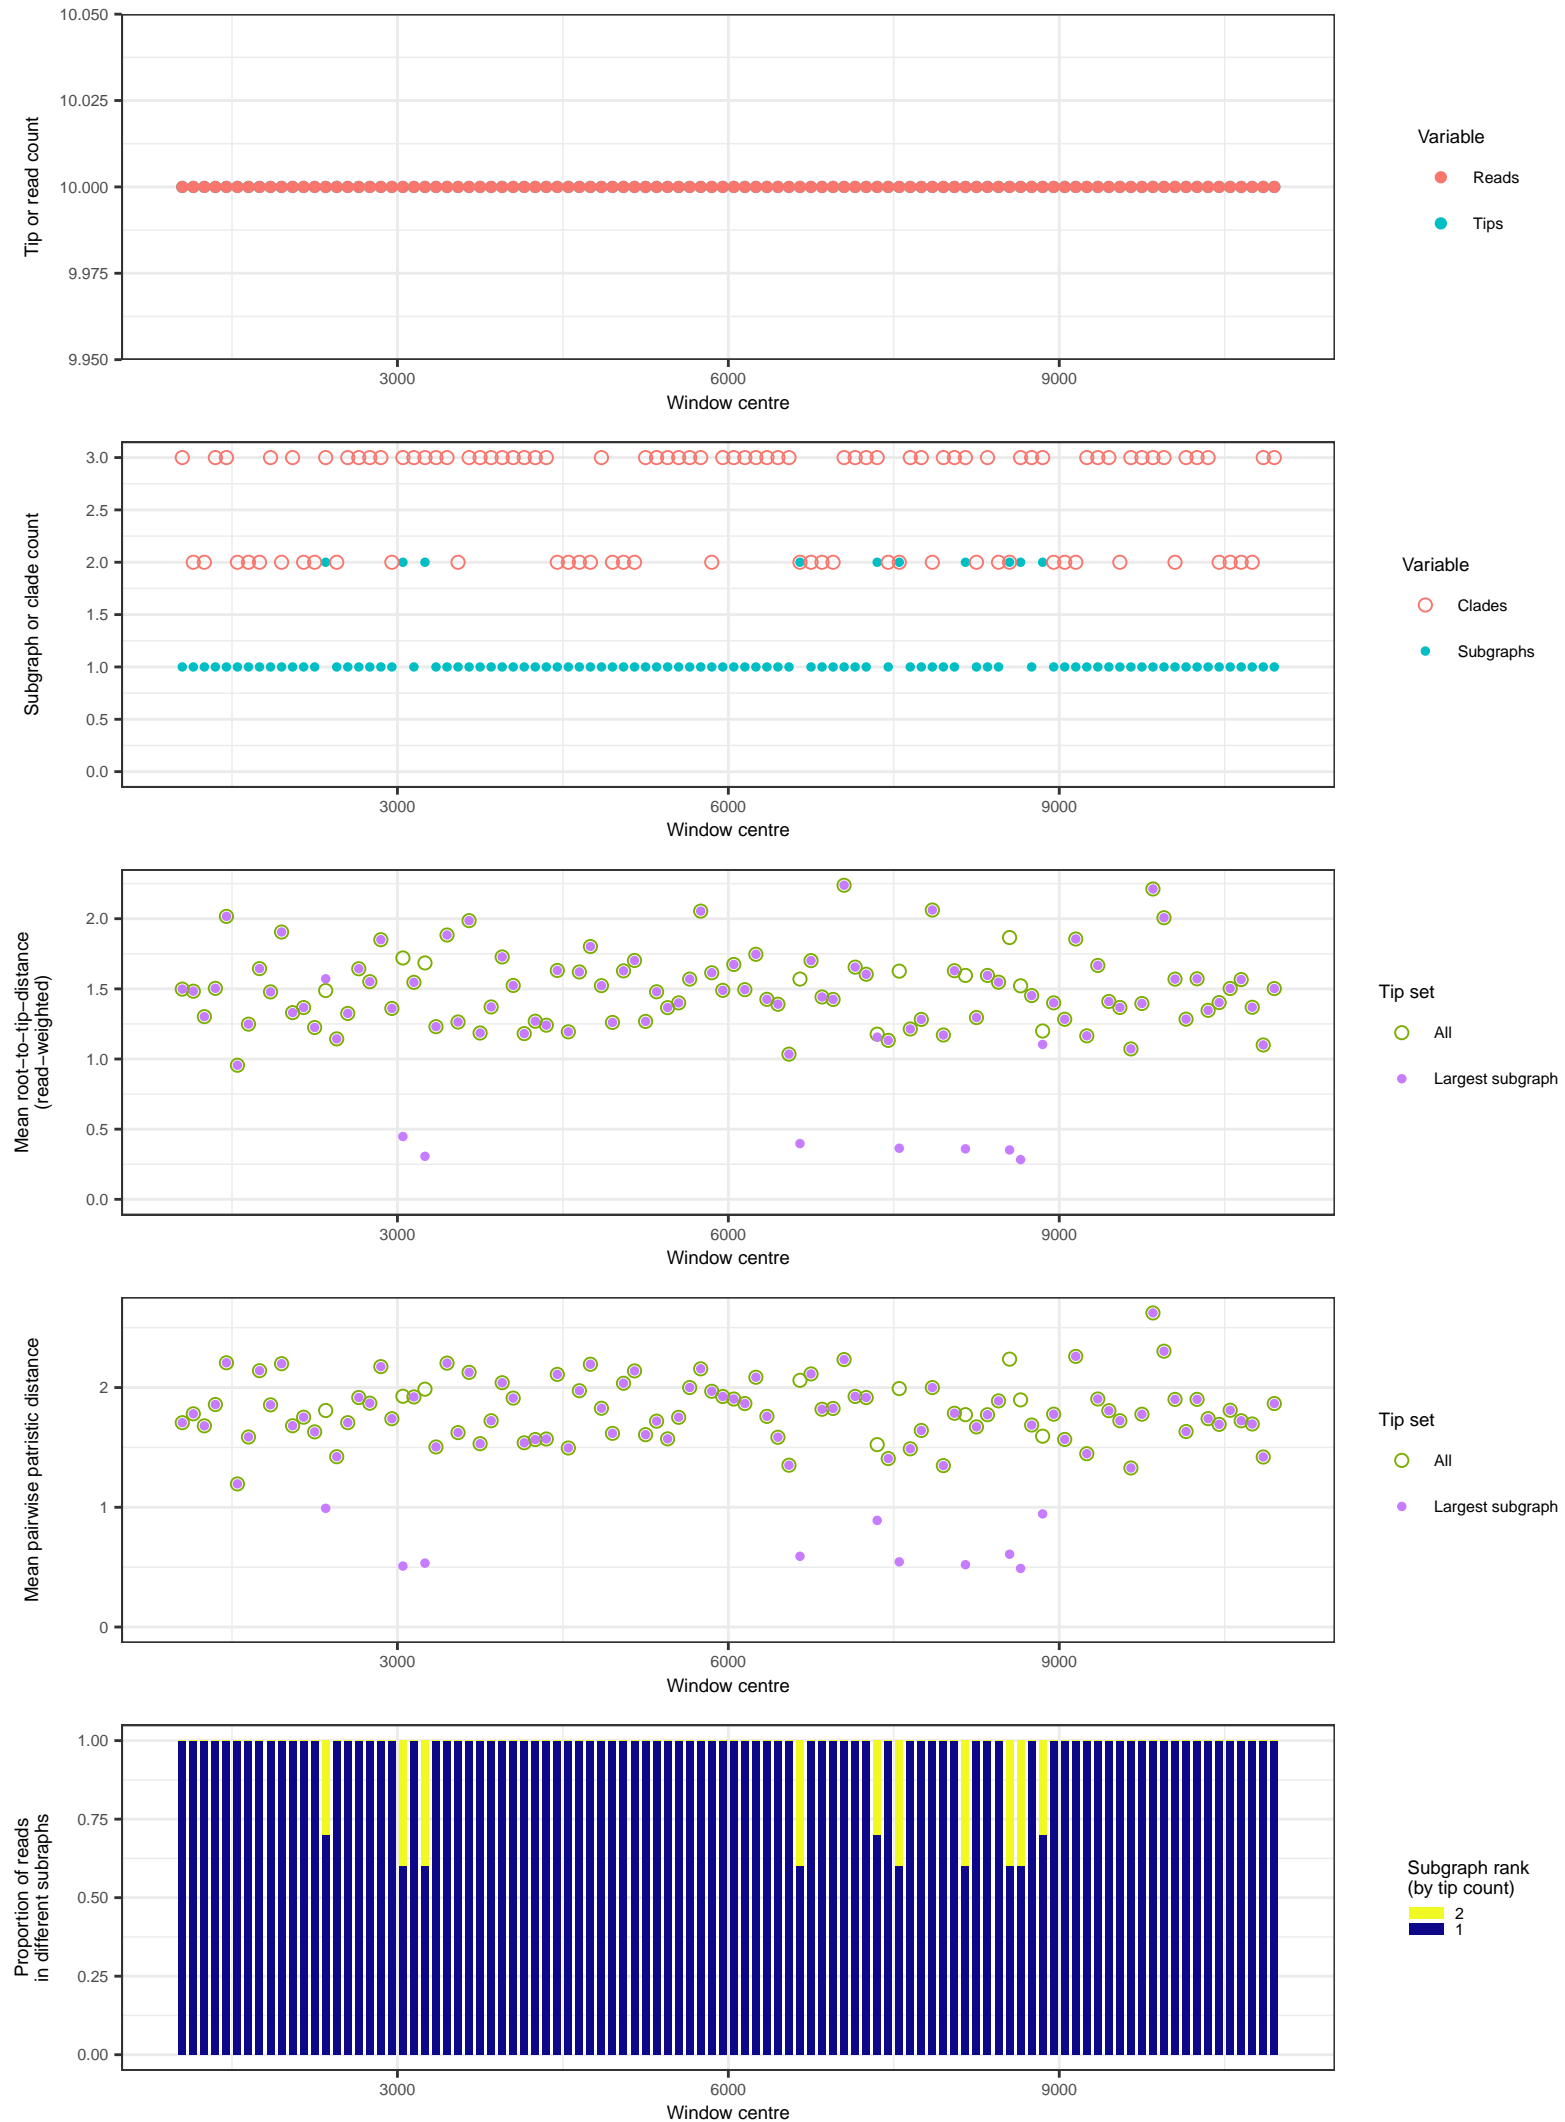 10.050
10.025
10.000
9.975
9.950
Tip or read count
3000
6000
9000
Window centre
Variable
Reads
Tips
3.0
2.5
2.0
1.5
1.0
0.5
0.0
Subgraph or clade count
3000
6000
9000
Window centre
Variable
Clades
Subgraphs
2.0
1.5
1.0
0.5
0.0
Mean root−to−tip−distance
(read−weighted)
3000
6000
9000
Window centre
Tip set
All
Largest subgraph
2
1
0
Mean pairwise patristic distance
3000
6000
9000
Window centre
Tip set
All
Largest subgraph
1.00
0.75
0.50
0.25
0.00
Proportion of reads
in different subraphs
3000
6000
9000
Window centre
Subgraph rank
(by tip count)
2
1